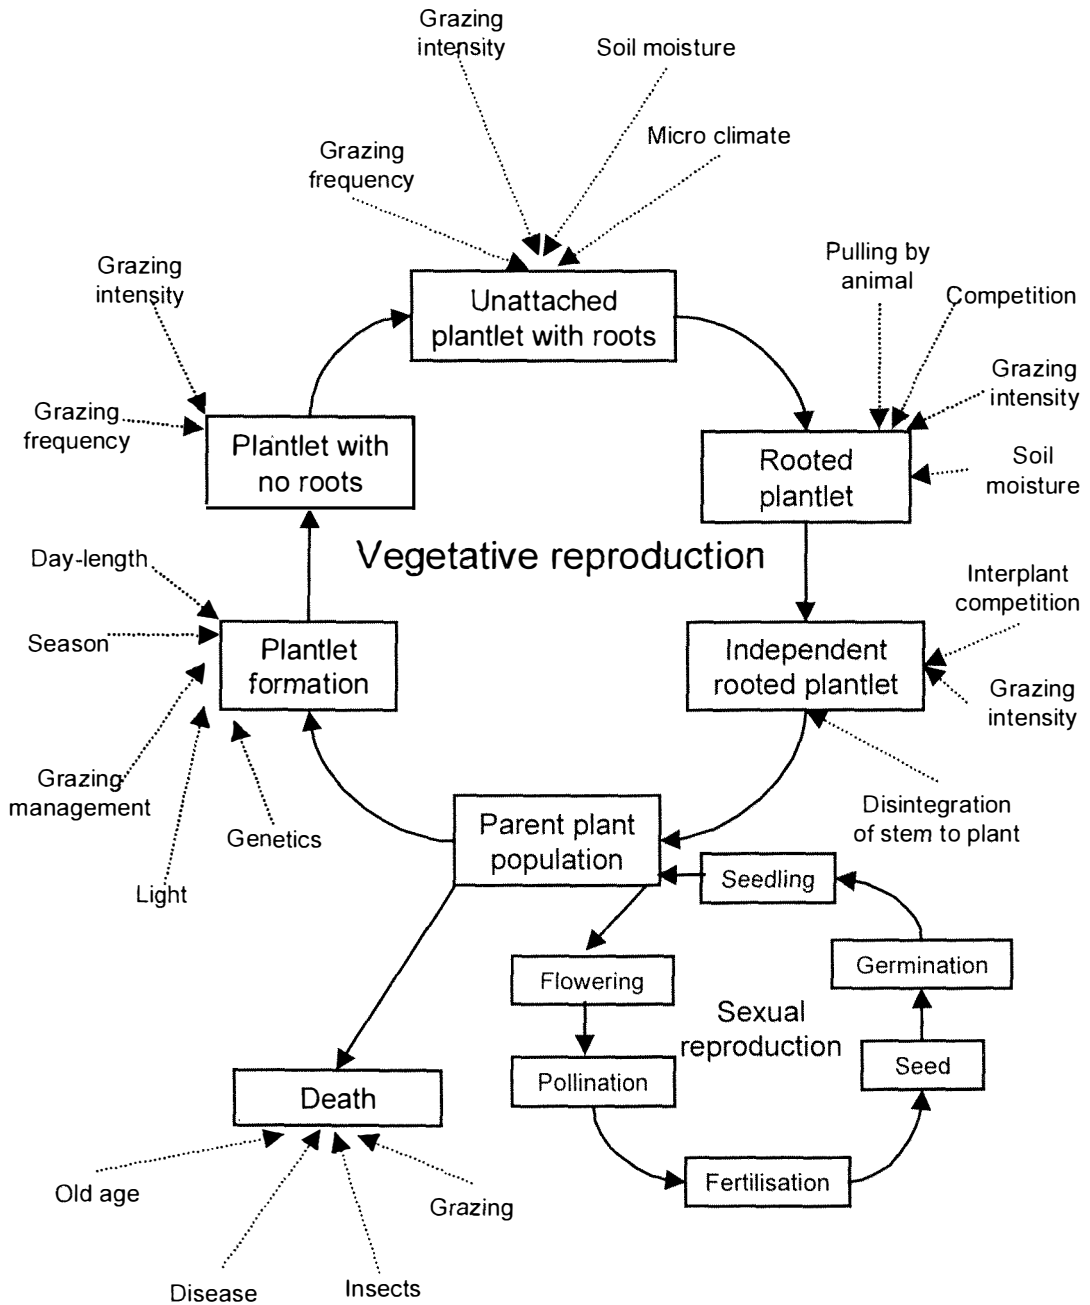 Grazing
intensity
Soil moisture
Micro climate
Grazing
frequency
Pulling by
animal
Grazing
intensity
Competition
Unattached
plantlet with roots
Grazing
intensity
Grazing
frequency
Plantlet with
no roots
Rooted
plantlet
Soil
moisture
Vegetative reproduction
Day-length
Season
Plantlet
formation
Interplant
competition
Independent
rooted plantlet
Grazing
intensity
Grazing
management
Light
Genetics
Parent plant
population
Disintegration
of stem to plant
Seedling
Germination
Flowering
Sexual
reproduction
Seed
Pollination
Fertilisation
Death
Old age
Disease
Insects
Grazing